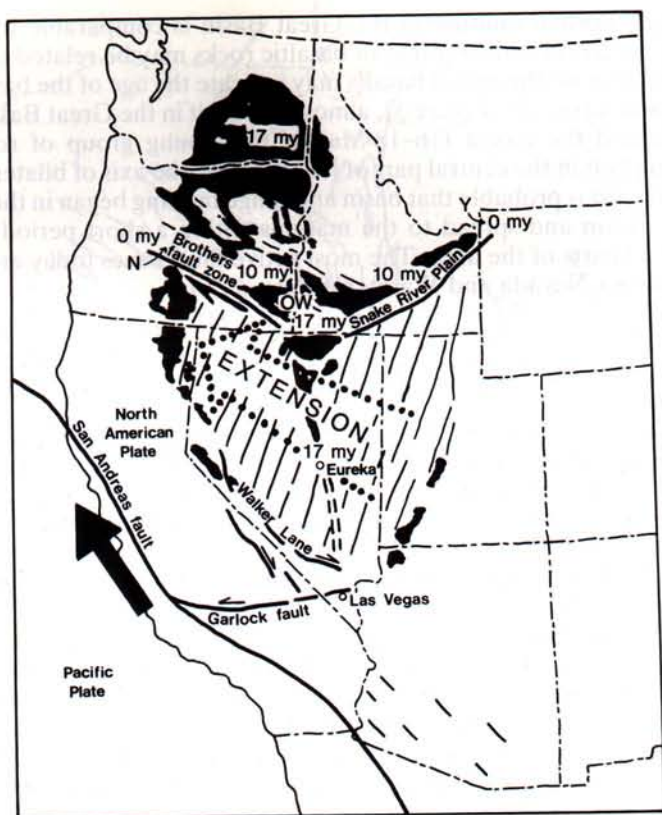 17 my
0 my
0 my
Brothers
fault zone
N
10 my
10 my
OW
17 my
Snake River Plain
EXTENSION
North
American
Plate
San Andreas fault
17 my
Eureka
Walker Lane
Las Vegas
Garlock fault
Pacific
Plate